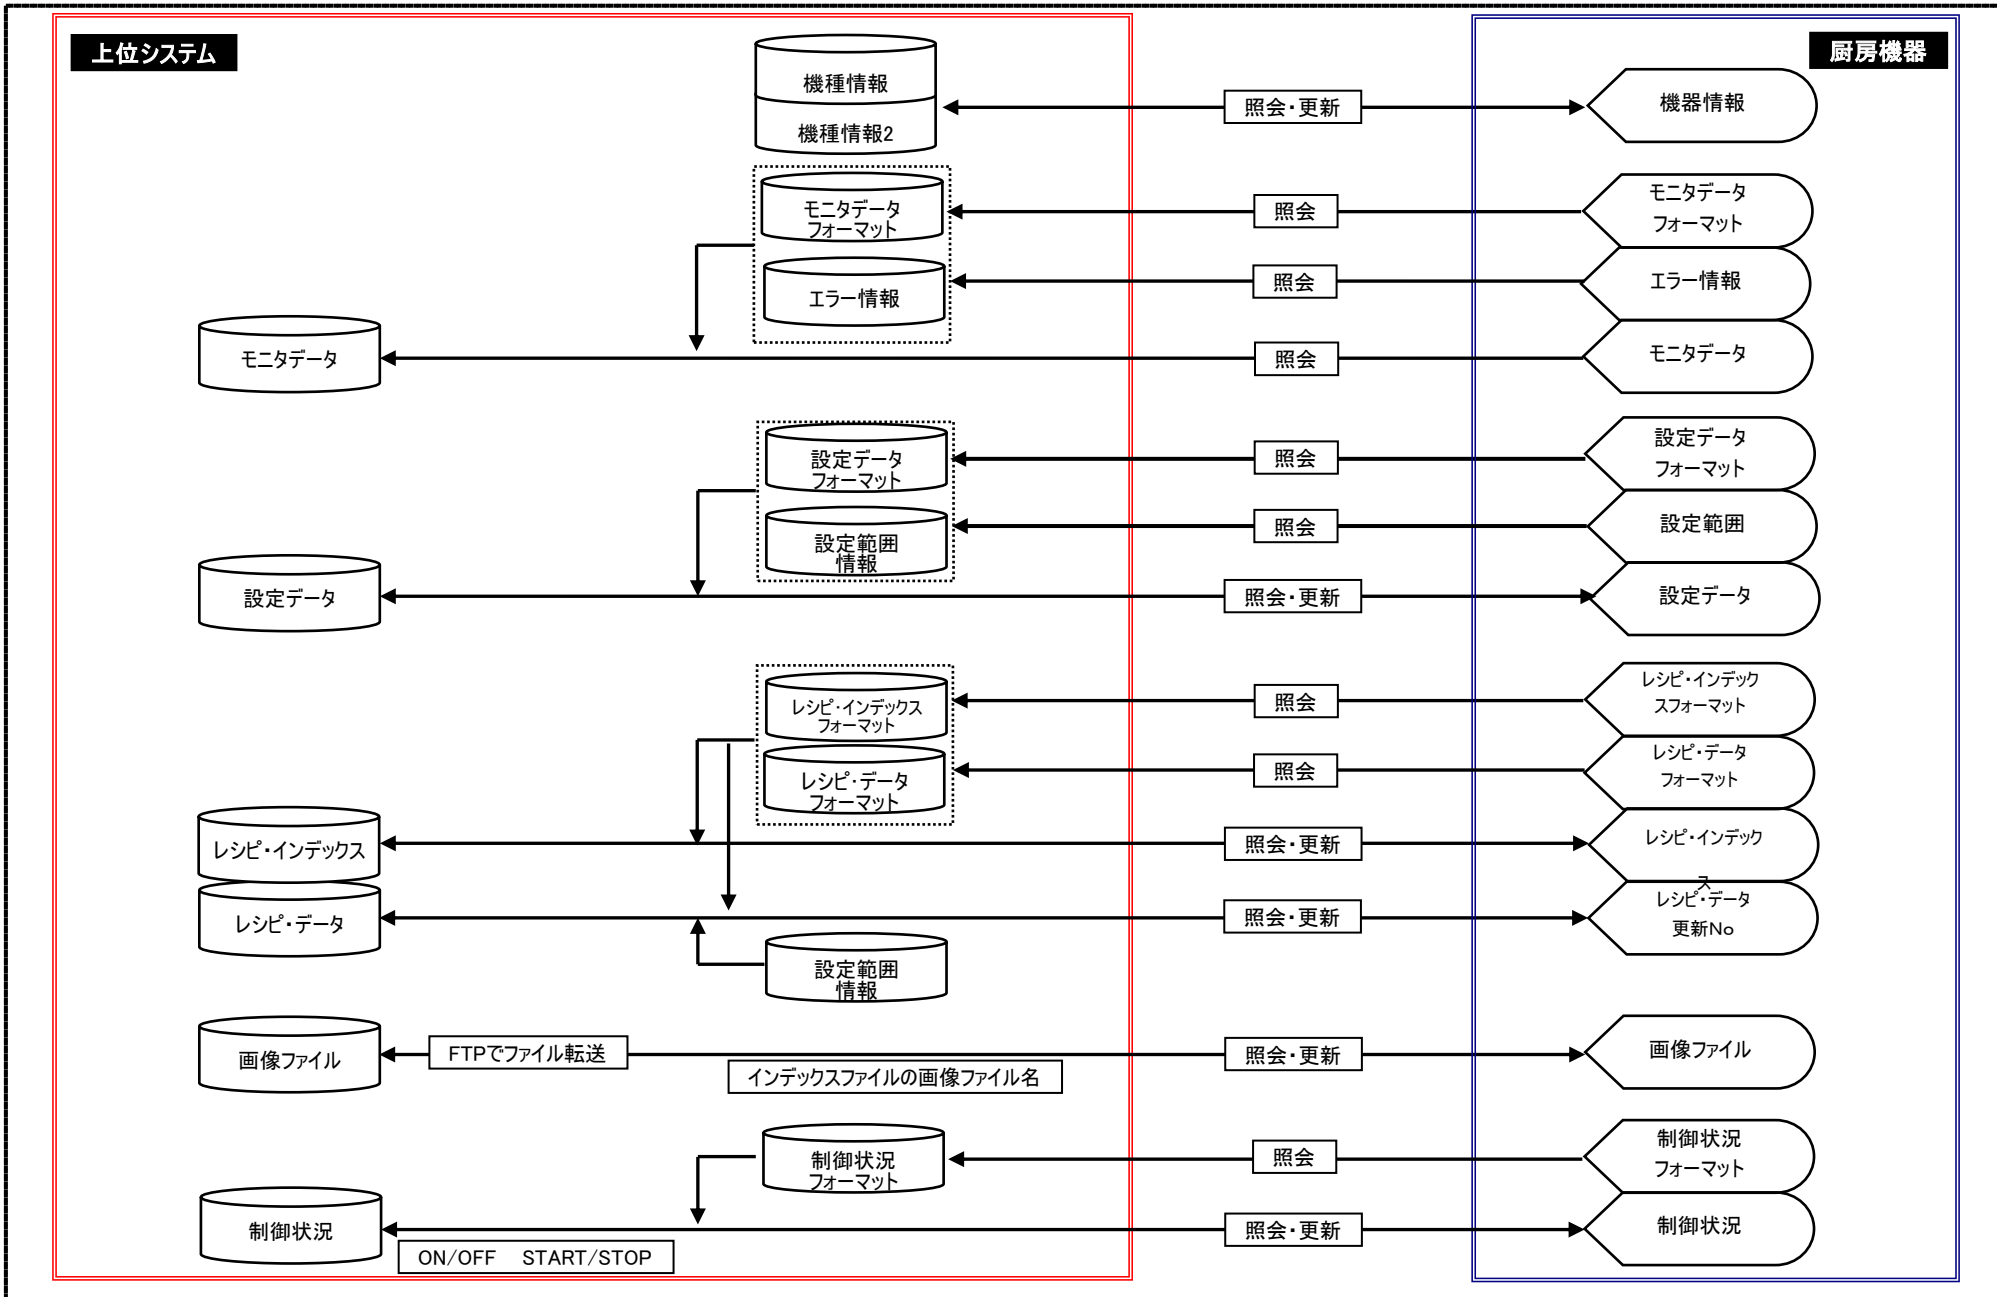 上位システム
厨房機器
機種情報
機種情報2
照会・更新
機器情報
モニタデータ
フォーマット
照会
モニタデータ
フォーマット
エラー情報
照会
エラー情報
モニタデータ
照会
モニタデータ
設定データ
フォーマット
照会
設定データ
フォーマット
設定範囲
情報
照会
設定範囲
設定データ
照会・更新
設定データ
レシピ・インデックス
フォーマット
照会
レシピ・インデック
スフォーマット
レシピ・データ
フォーマット
照会
レシピ・データ
フォーマット
レシピ・インデックス
照会・更新
レシピ・インデック
ス
レシピ・データ
照会・更新
レシピ・データ
更新No
設定範囲
情報
画像ファイル
FTPでファイル転送
照会・更新
画像ファイル
インデックスファイルの画像ファイル名
制御状況
フォーマット
照会
制御状況
フォーマット
制御状況
照会・更新
制御状況
ON/OFF START/STOP